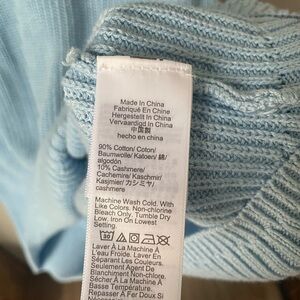 Made In China
Fabriqué En Chine
Hergestellt In China
Vervaardigd In China
中国製
hecho en china
90% Cotton/ Coton/
Baumwolle/ Katoen/ 綿/
algodón
10% Cashmere/
Cachemire/ Kaschmir/
Kasjmier/ カシミヤ/
cashmere
Machine Wash Cold. With
Like Colors. Non-chlorine
Bleach Only. Tumble Dry
Low. Iron On Lowest
Setting.
30
Laver À La Machine À
L'eau Froide. Laver En
Séparant Les Couleurs.
Seulement Agent De
Blanchiment Non-chlore.
Sécher À La Machine À
Basse Température.
Repasser À Fer Doux Si